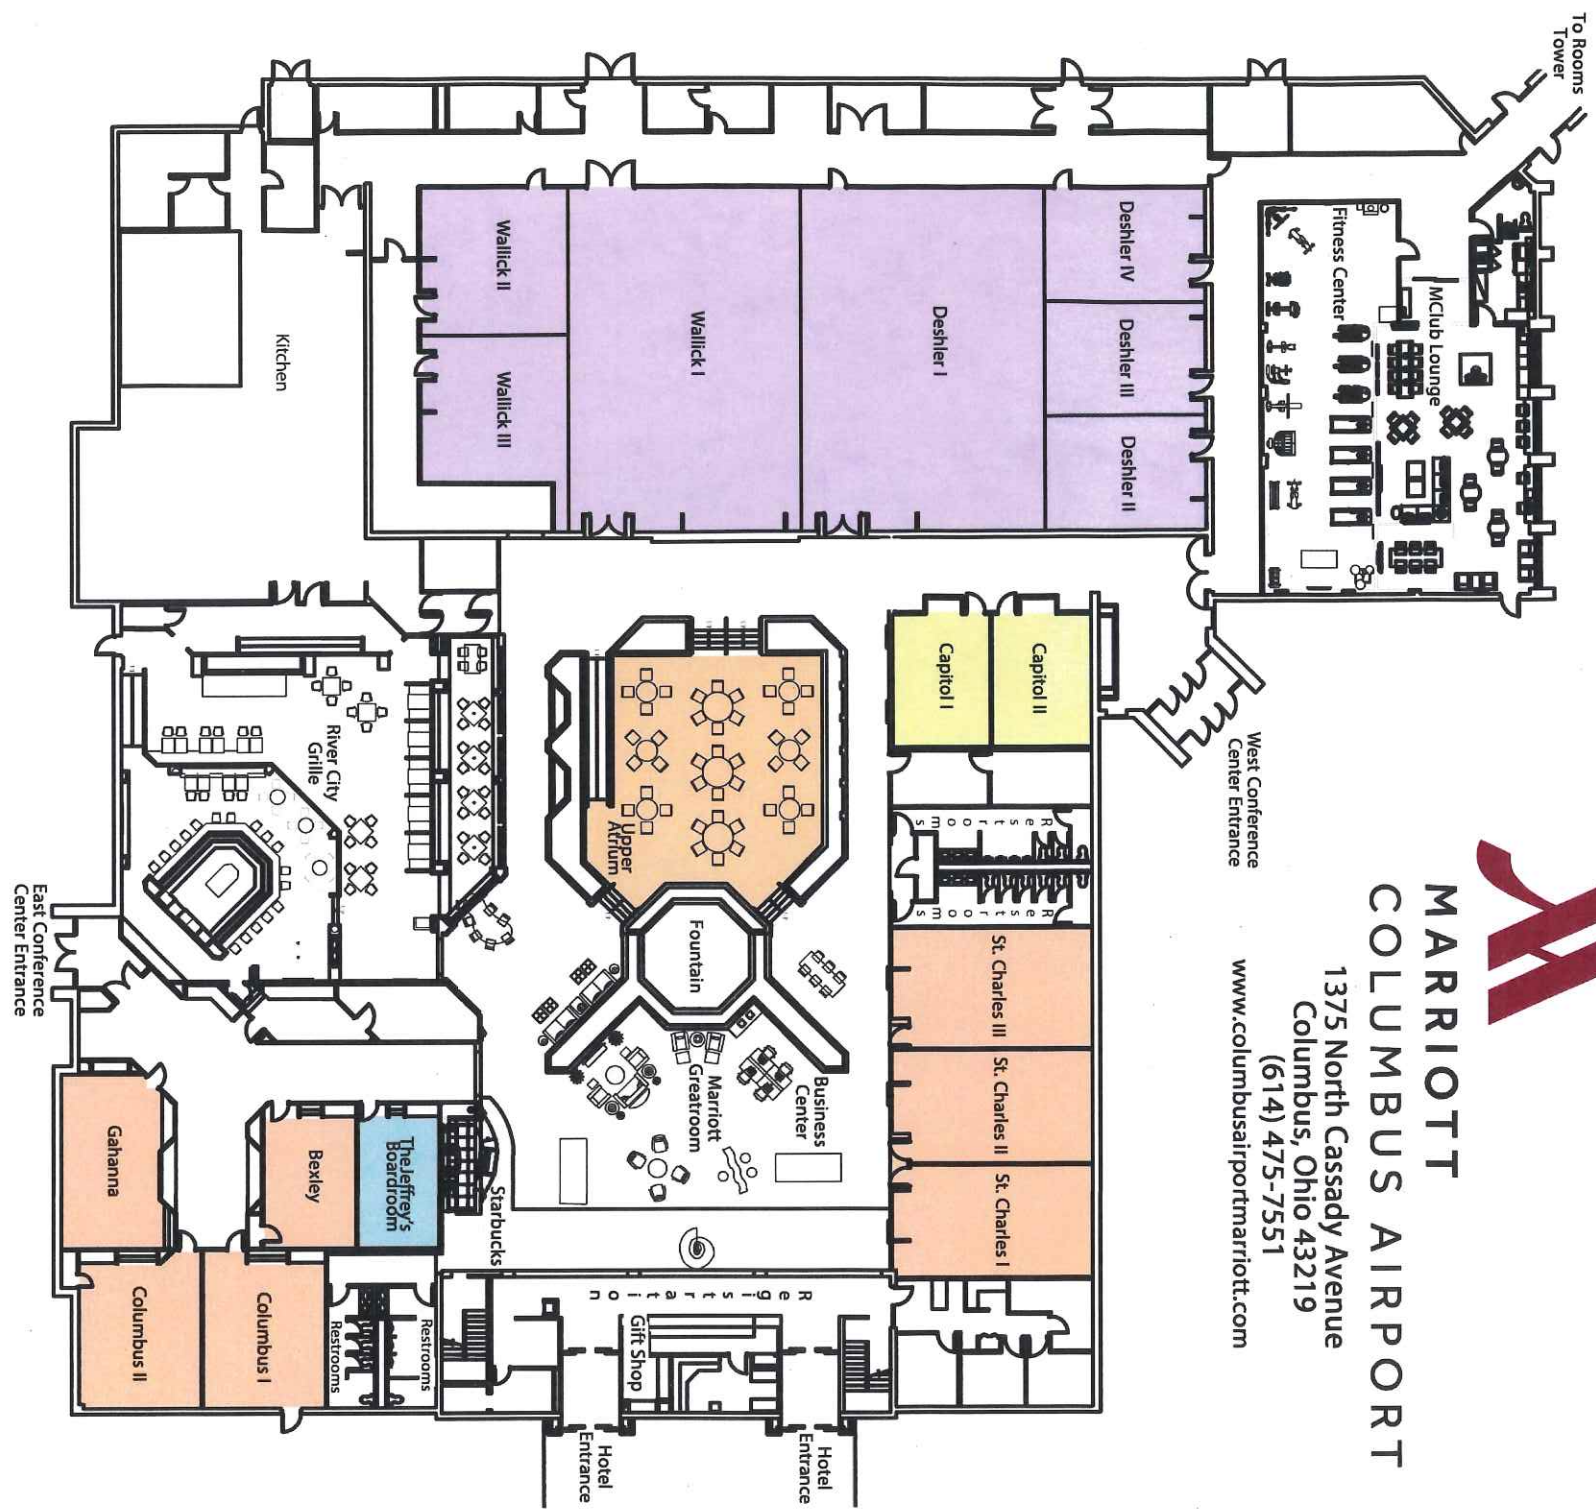 MARRIOTT
COLUMBUS AIRPORT
1375 North Cassady Avenue
Columbus, Ohio 43219
(614) 475-7551
www.columbusairportmarriott.com
To Rooms
Tower
Fitness Center
MClub Lounge
West Conference
Center Entrance
Deshler IV
Deshler III
Deshler II
Deshler I
Wallick I
Wallick II
Wallick III
Kitchen
Capitol II
Capitol I
Restrooms
Restrooms
St. Charles III
St. Charles II
St. Charles I
Upper
Atrium
Fountain
Business
Center
Marriott
Greatroom
River City
Grille
East Conference
Center Entrance
Starbucks
TheJeffrey's
Boardroom
Bexley
Gahanna
Columbus I
Columbus II
Restrooms
Restrooms
Registration
Gift Shop
Hotel
Entrance
Hotel
Entrance